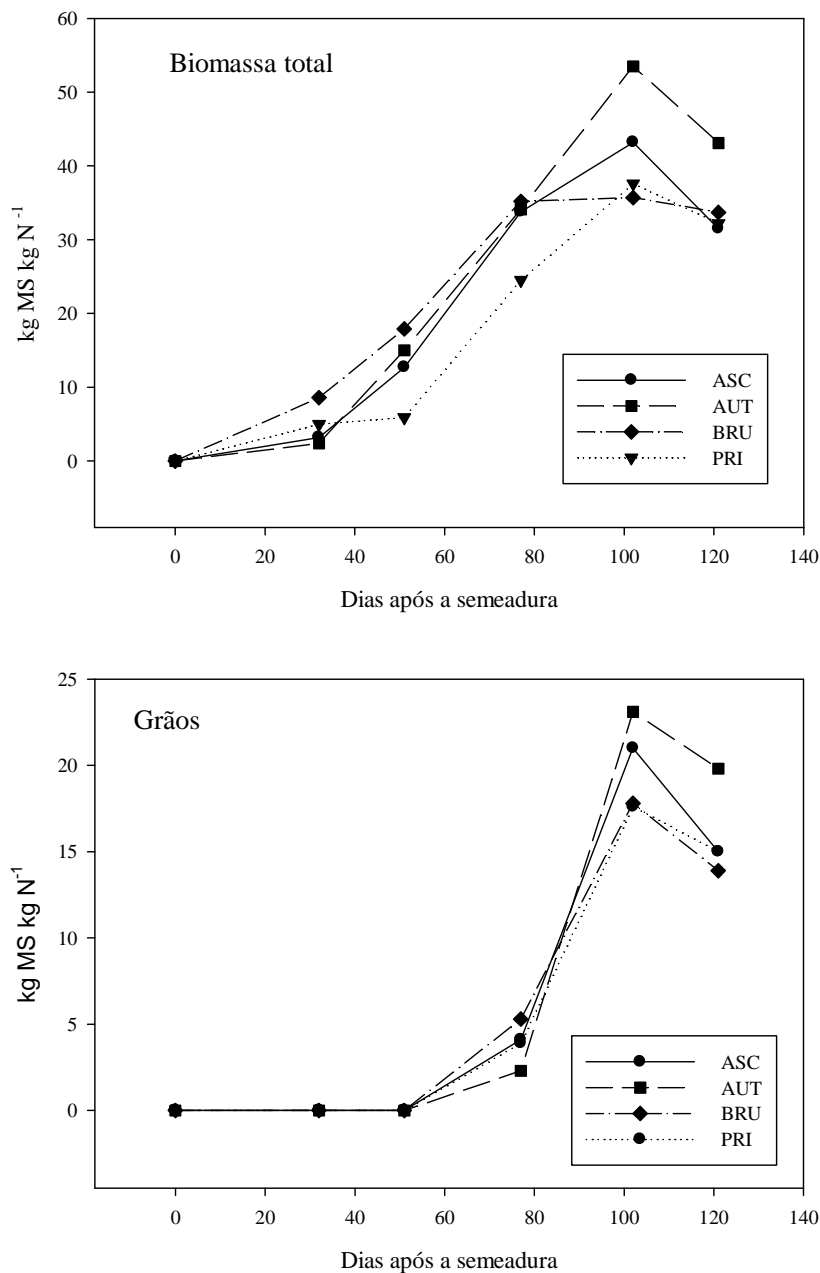 Biomassa total
60
50
40
30
20
10
0
kg MS kg N -1
ASC
AUT
BRU
PRI
0 20 40 60 80 100 120 140
Dias após a semeadura
Grãos
25
20
15
10
5
0
kg MS kg N-1
ASC
AUT
BRU
PRI
0 20 40 60 80 100 120 140
Dias após a semeadura